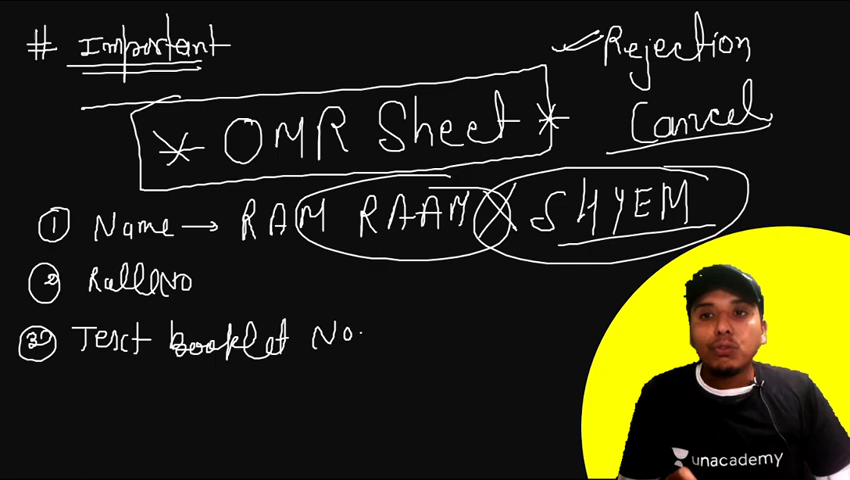 # Important
Rejection
Cancel
* OMR Sheet *
① Name → RAM RAAM X SHYEM
② RollNo
③ Test booklet No.
unacademy